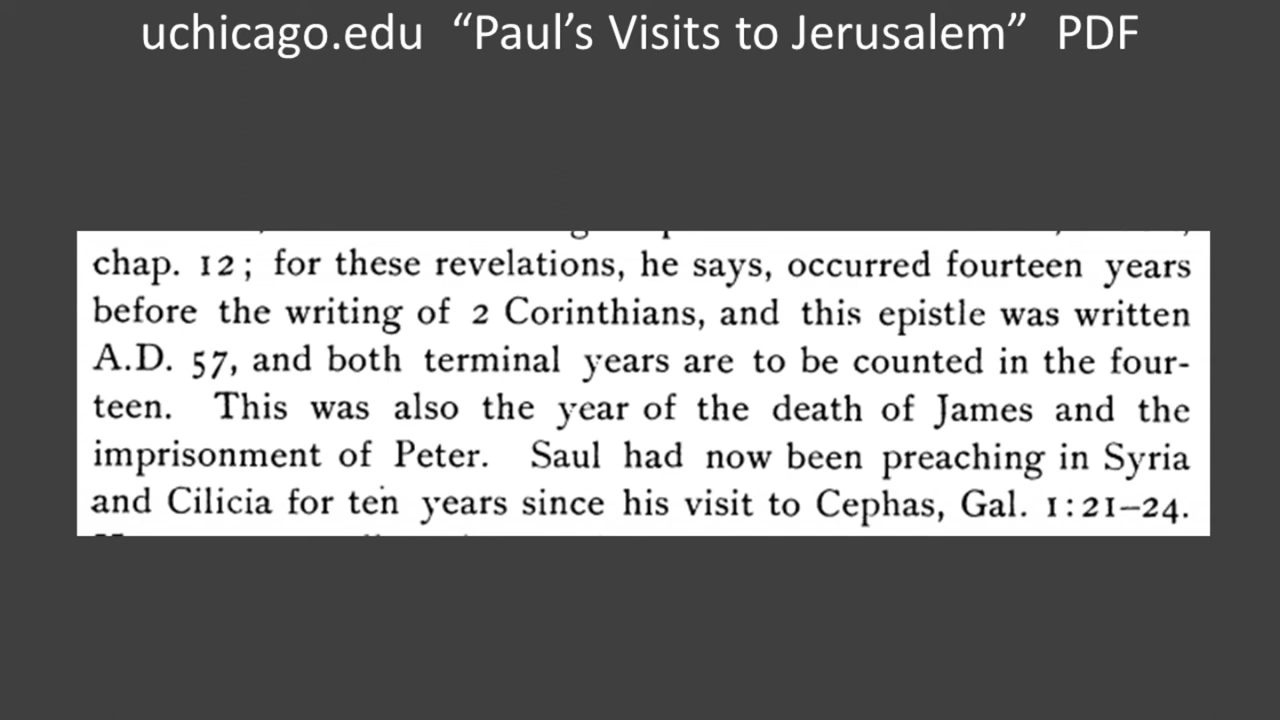 uchicago.edu “Paul’s Visits to Jerusalem” PDF
chap. 12; for these revelations, he says, occurred fourteen years
before the writing of 2 Corinthians, and this epistle was written
A.D. 57, and both terminal years are to be counted in the four-
teen. This was also the year of the death of James and the
imprisonment of Peter. Saul had now been preaching in Syria
and Cilicia for ten years since his visit to Cephas, Gal. 1:21–24.